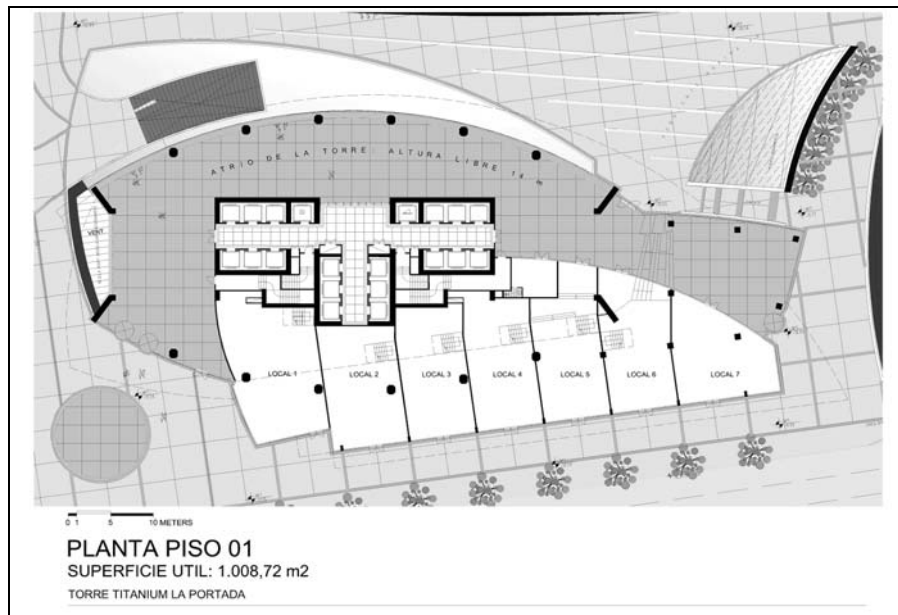 ATRIO DE LA TORRE: ALTURA LIBRE 14 m
VENT
LOCAL 1
LOCAL 2
LOCAL 3
LOCAL 4
LOCAL 5
LOCAL 6
LOCAL 7
0 1 5 10 METERS
PLANTA PISO 01
SUPERFICIE UTIL: 1.008,72 m2
TORRE TITANIUM LA PORTADA